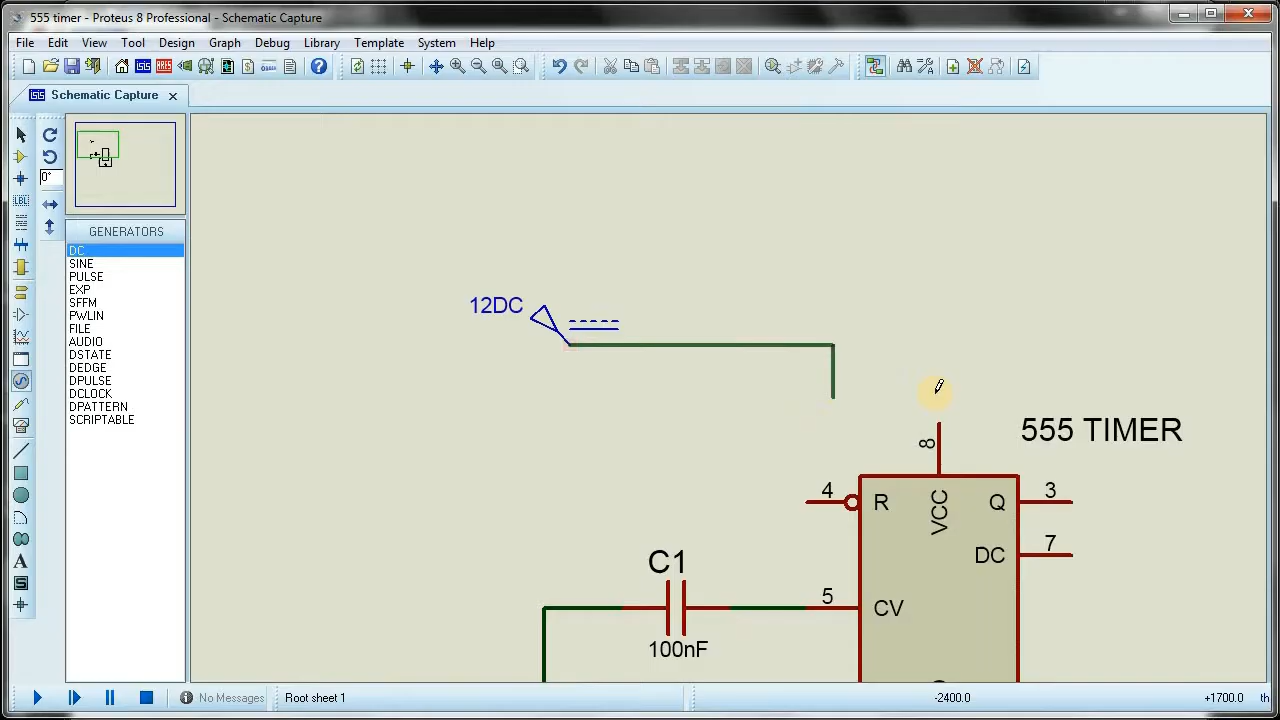 555 timer - Proteus 8 Professional - Schematic Capture
File Edit View Tool Design Graph Debug Library Template System Help
Schematic Capture
LBL
0°
GENERATORS
DC
SINE
PULSE
EXP
SFFM
PWLIN
FILE
AUDIO
DSTATE
DEDGE
DPULSE
DCLOCK
DPATTERN
SCRIPTABLE
12DC
555 TIMER
8
VCC
4 R Q 3
DC 7
C1
100nF
5 CV
No Messages Root sheet 1 -2400.0 +1700.0 th